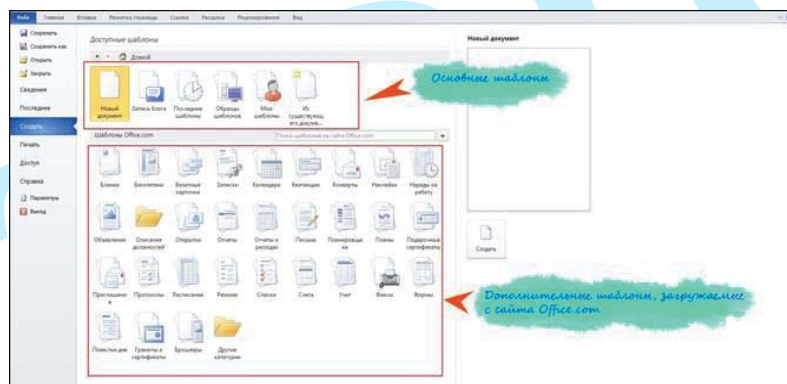 Файл Главная Вставка Разметка страницы Ссылки Рассылки Рецензирование Вид
Сохранить
Сохранить как
Открыть
Закрыть
Сведения
Последние
Создать
Печать
Доступ
Справка
Параметры
Выход
Доступные шаблоны
Домой
Новый документ
Запись блога
Последние шаблоны
Образцы шаблонов
Мои шаблоны
Из существующего докуме...
Шаблоны Office.com
Поиск шаблонов на сайте Office.com
Бланки Бюллетени Визитные карточки Записки Календари Квитанции Конверты Наклейки Наряды на работу
Объявления Описания должностей Открытки Отчеты Отчеты о расходах Письма Планировщики Планы Подарочные сертификаты
Приглашения Протоколы Расписания Резюме Списки Счета Учет Факсы Формы
Повестки дня Грамоты и сертификаты Брошюры Другие категории
Новый документ
Создать
Основные шаблоны
Дополнительные шаблоны, загружаемые
с сайта Office.com